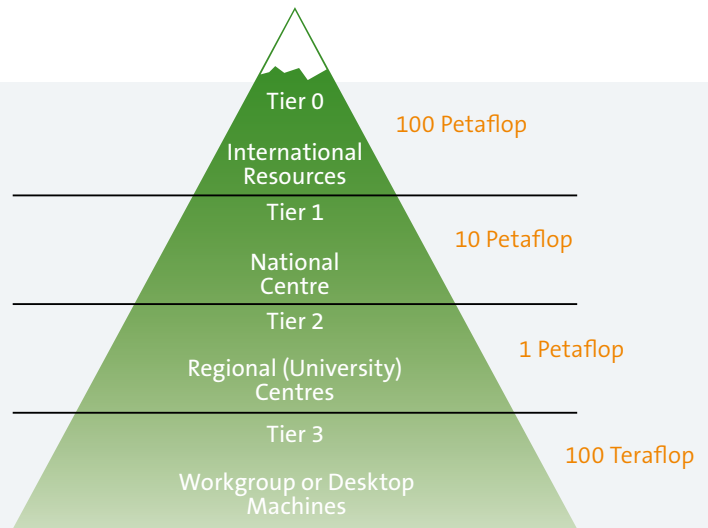 Tier 0
100 Petaflop
International
Resources
Tier 1
10 Petaflop
National
Centre
Tier 2
1 Petaflop
Regional (University)
Centres
Tier 3
100 Teraflop
Workgroup or Desktop
Machines